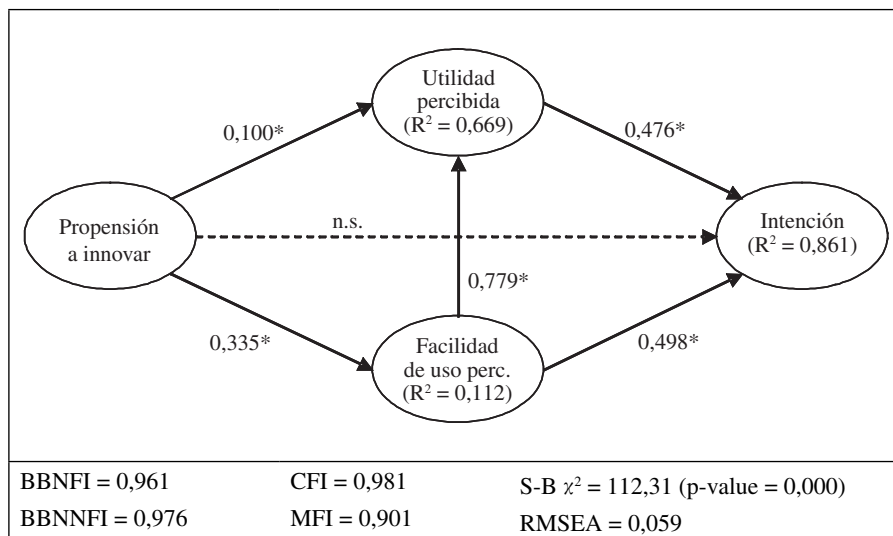 Utilidad
percibida
(R² = 0,669)
0,100*
0,476*
Propensión
a innovar
n.s.
Intención
(R² = 0,861)
0,779*
0,335*
0,498*
Facilidad
de uso perc.
(R² = 0,112)
BBNFI = 0,961
CFI = 0,981
S-B χ² = 112,31 (p-value = 0,000)
BBNNFI = 0,976
MFI = 0,901
RMSEA = 0,059